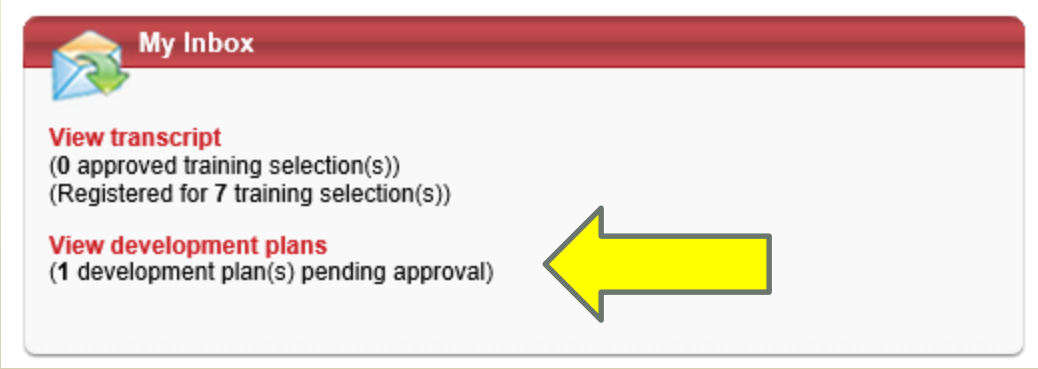 My Inbox
View transcript
(0 approved training selection(s))
(Registered for 7 training selection(s))
View development plans
(1 development plan(s) pending approval)